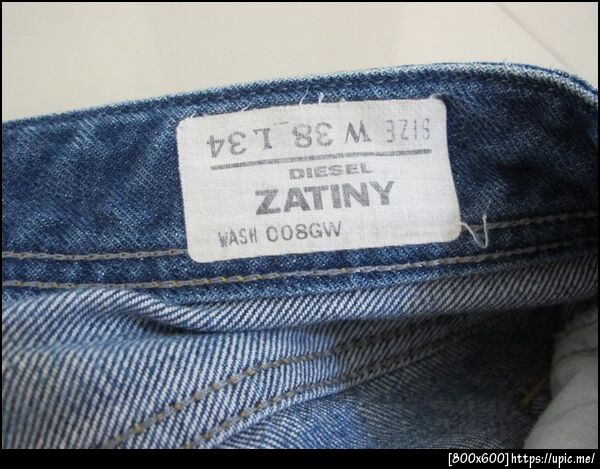 SIZE W 38 L 34
DIESEL
ZATINY
WASH 008GW
[800x600]https://upic.me/